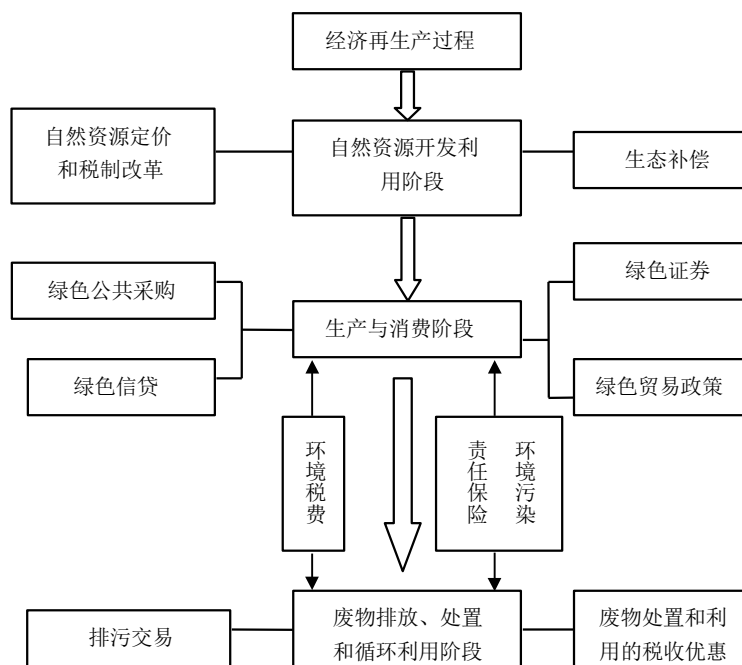 经济再生产过程
自然资源定价
和税制改革
自然资源开发利
用阶段
生态补偿
绿色公共采购
绿色信贷
生产与消费阶段
绿色证券
绿色贸易政策
环境税费
环境污染
责任保险
排污交易
废物排放、处置
和循环利用阶段
废物处置和利
用的税收优惠